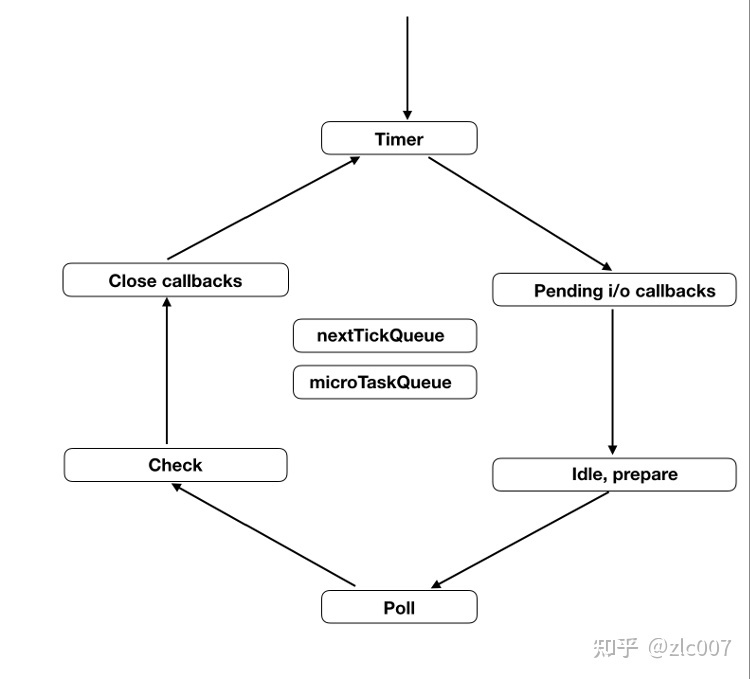 Timer
Close callbacks
Pending i/o callbacks
nextTickQueue
microTaskQueue
Check
Idle, prepare
Poll
知乎 @zlc007